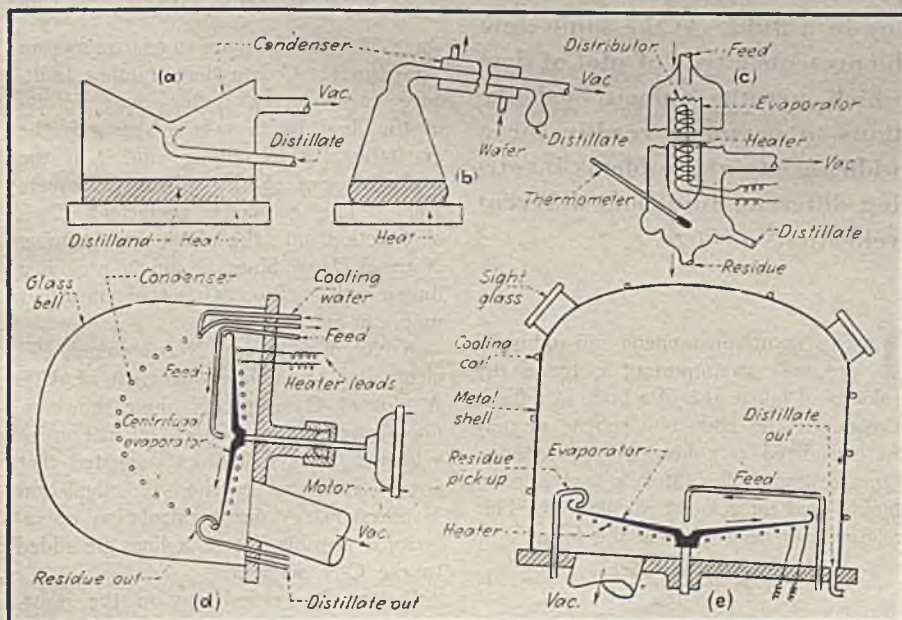 (a)
Condenser
Vac.
Distillate
Distilland
Heat
(b)
Vac
Distillate
Water
Heat
Distributor
Feed
(c)
Evaporator
Heater
Vac.
Thermometer
Distillate
Residue
Glass
bell
Condenser
Cooling
water
Feed
Feed
Heater leads
Centrifugal
evaporator
Motor
Vac.
Residue out
Distillate out
(d)
Sight
glass
Cooling
coil
Metal
shell
Distillate
out
Evaporator
Residue
pick-up
Feed
Heater
Vac.
(e)